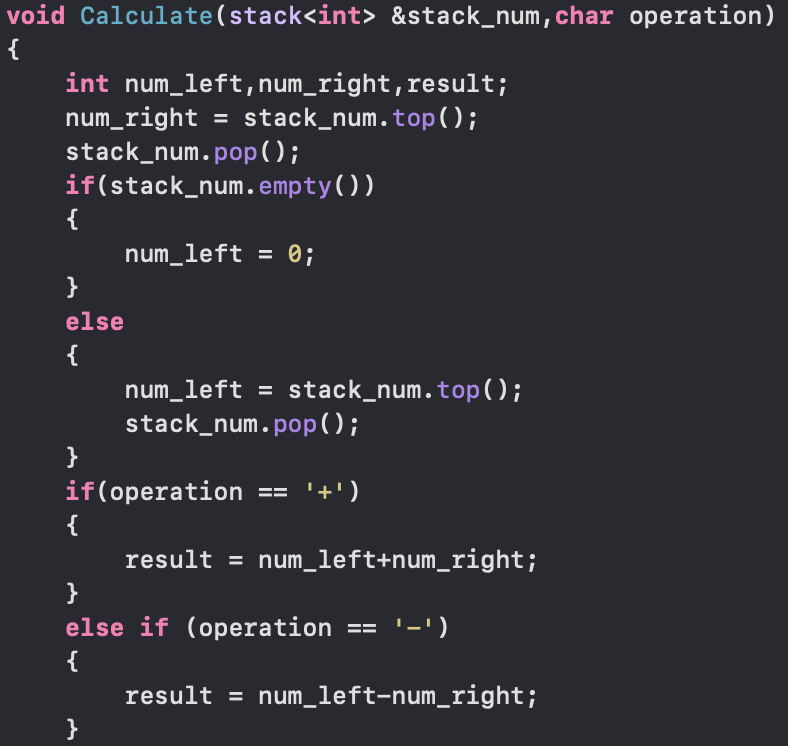 void Calculate(stack<int> &stack_num,char operation)
{
    int num_left,num_right,result;
    num_right = stack_num.top();
    stack_num.pop();
    if(stack_num.empty())
    {
        num_left = 0;
    }
    else
    {
        num_left = stack_num.top();
        stack_num.pop();
    }
    if(operation == '+')
    {
        result = num_left+num_right;
    }
    else if (operation == '-')
    {
        result = num_left-num_right;
    }